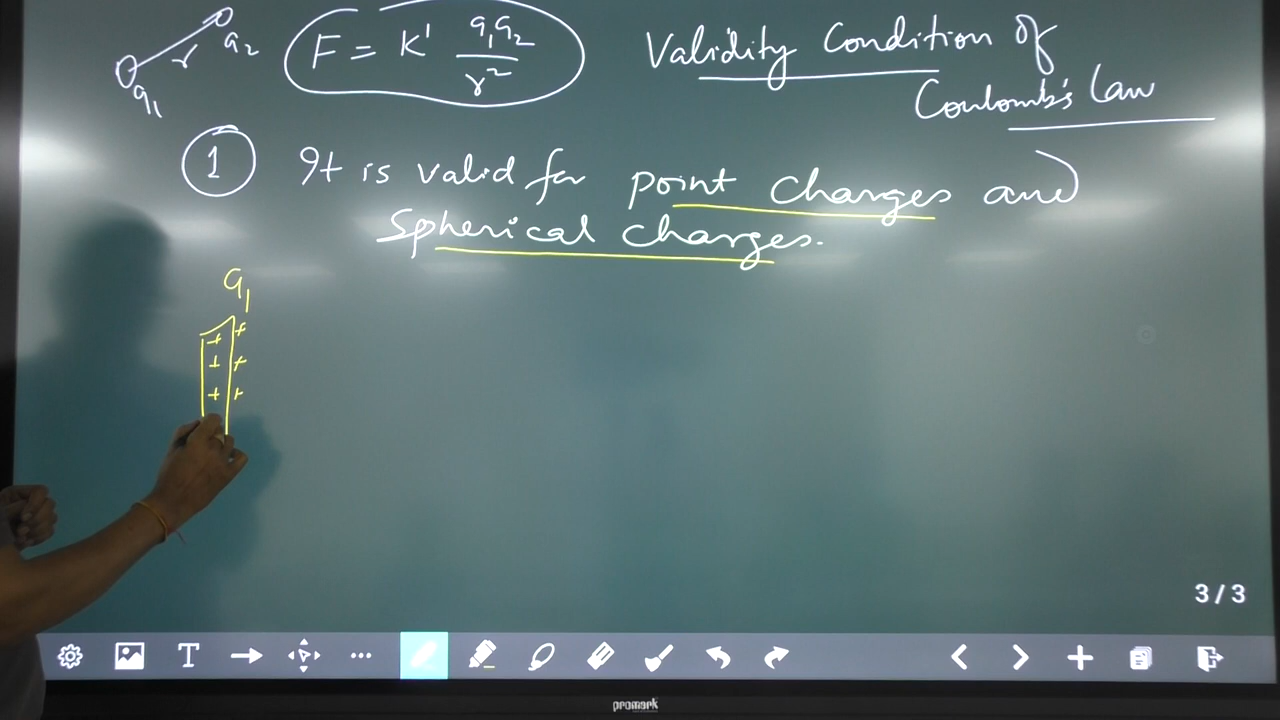 q1 r q2 F = K' q1q2 / r²
Validity Condition of
Coulomb's Law
1 It is valid for point charges and
Spherical charges.
q1
+ +
+ +
+ +
3 / 3
T
promark